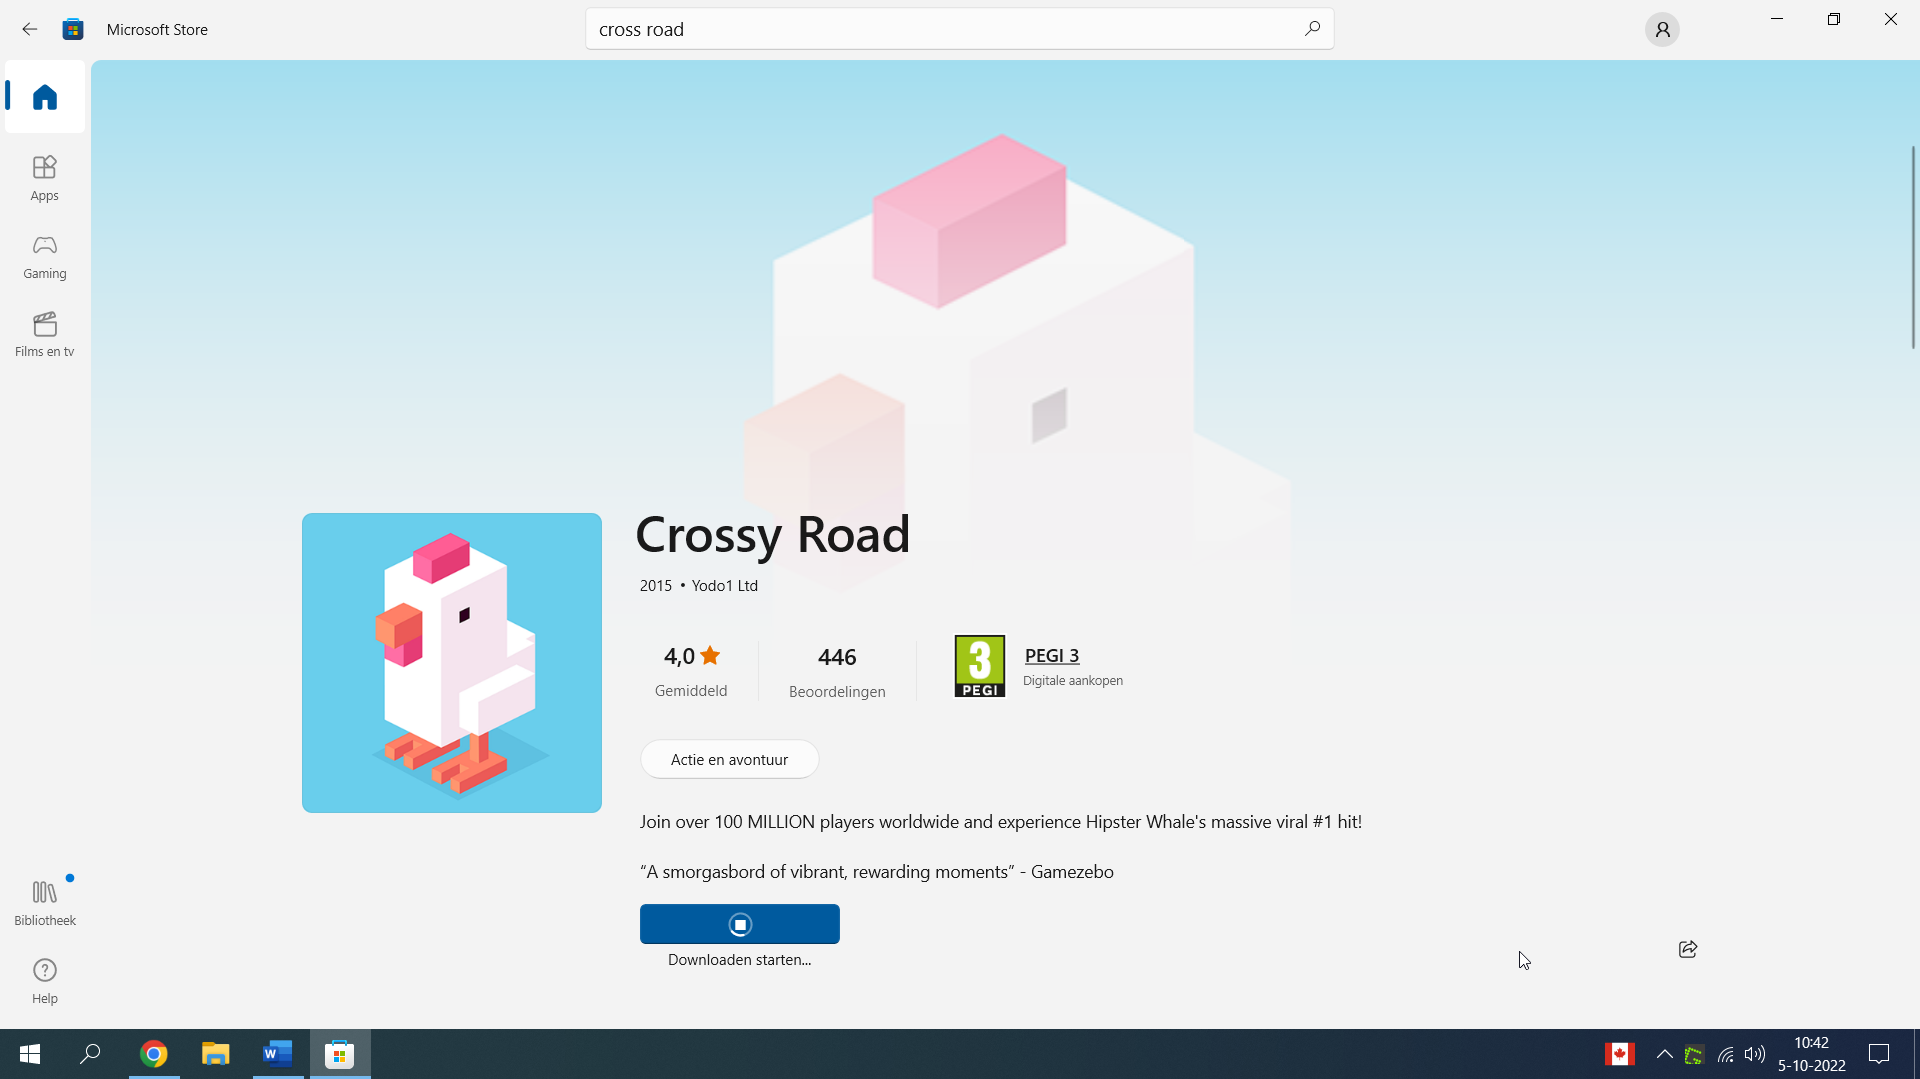 Microsoft Store
cross road
Apps
Gaming
Films en tv
Bibliotheek
Help
Crossy Road
2015 • Yodo1 Ltd
4,0
Gemiddeld
446
Beoordelingen
3
PEGI
PEGI 3
Digitale aankopen
Actie en avontuur
Join over 100 MILLION players worldwide and experience Hipster Whale's massive viral #1 hit!
“A smorgasbord of vibrant, rewarding moments” - Gamezebo
Downloaden starten...
W
10:42
5-10-2022